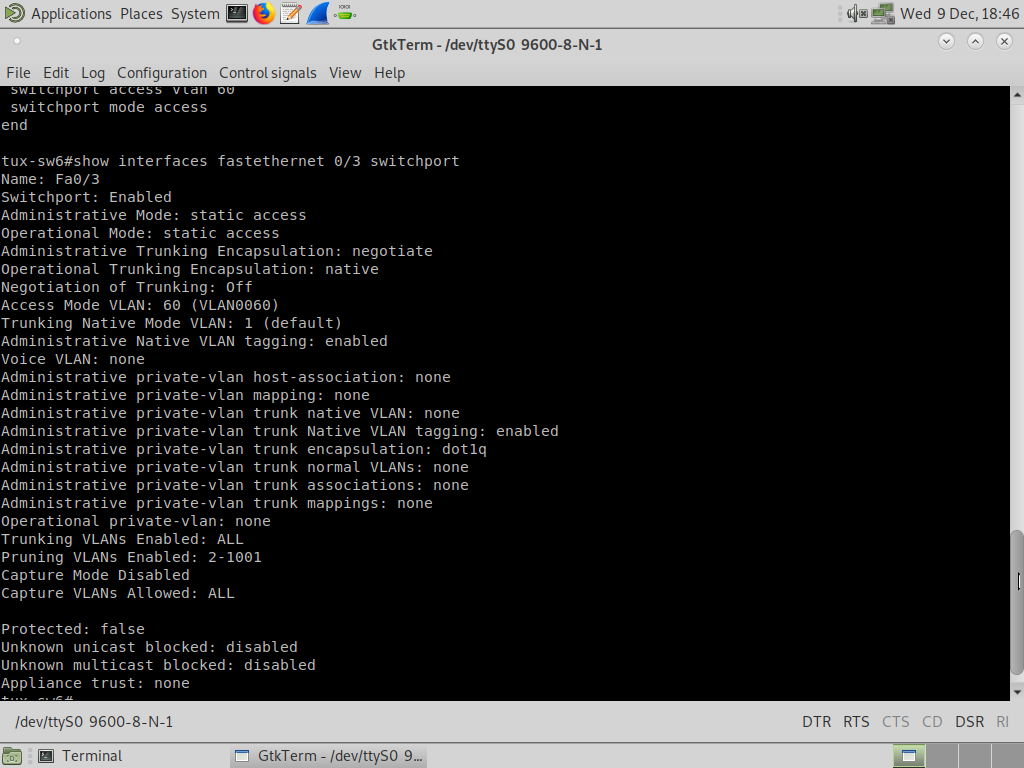 Applications Places System Wed 9 Dec, 18:46
GtkTerm - /dev/ttyS0 9600-8-N-1
File Edit Log Configuration Control signals View Help
 switchport access vlan 60
 switchport mode access
end
tux-sw6#show interfaces fastethernet 0/3 switchport
Name: Fa0/3
Switchport: Enabled
Administrative Mode: static access
Operational Mode: static access
Administrative Trunking Encapsulation: negotiate
Operational Trunking Encapsulation: native
Negotiation of Trunking: Off
Access Mode VLAN: 60 (VLAN0060)
Trunking Native Mode VLAN: 1 (default)
Administrative Native VLAN tagging: enabled
Voice VLAN: none
Administrative private-vlan host-association: none
Administrative private-vlan mapping: none
Administrative private-vlan trunk native VLAN: none
Administrative private-vlan trunk Native VLAN tagging: enabled
Administrative private-vlan trunk encapsulation: dot1q
Administrative private-vlan trunk normal VLANs: none
Administrative private-vlan trunk associations: none
Administrative private-vlan trunk mappings: none
Operational private-vlan: none
Trunking VLANs Enabled: ALL
Pruning VLANs Enabled: 2-1001
Capture Mode Disabled
Capture VLANs Allowed: ALL
Protected: false
Unknown unicast blocked: disabled
Unknown multicast blocked: disabled
Appliance trust: none
tux-sw6#
/dev/ttyS0 9600-8-N-1 DTR RTS CTS CD DSR RI
Terminal GtkTerm - /dev/ttyS0 9...